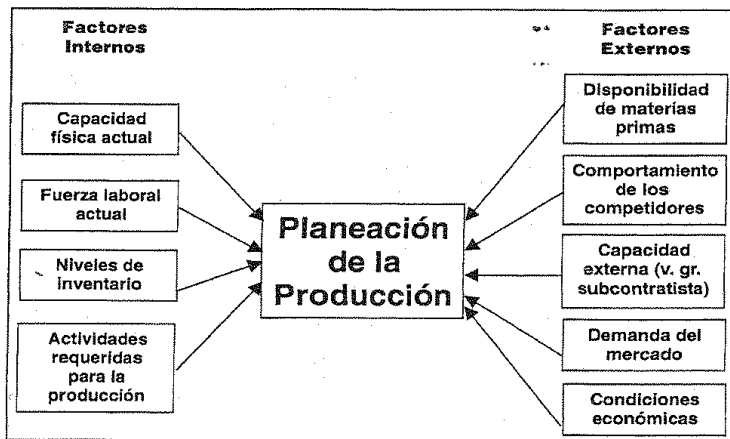 Factores
Internos
Capacidad
física actual
Fuerza laboral
actual
Niveles de
inventario
Actividades
requeridas
para la
producción
Planeación
de la
Producción
Factores
Externos
Disponibilidad
de materías
primas
Comportamiento
de los
competidores
Capacidad
externa (v. gr.
subcontratista)
Demanda del
mercado
Condiciones
económicas